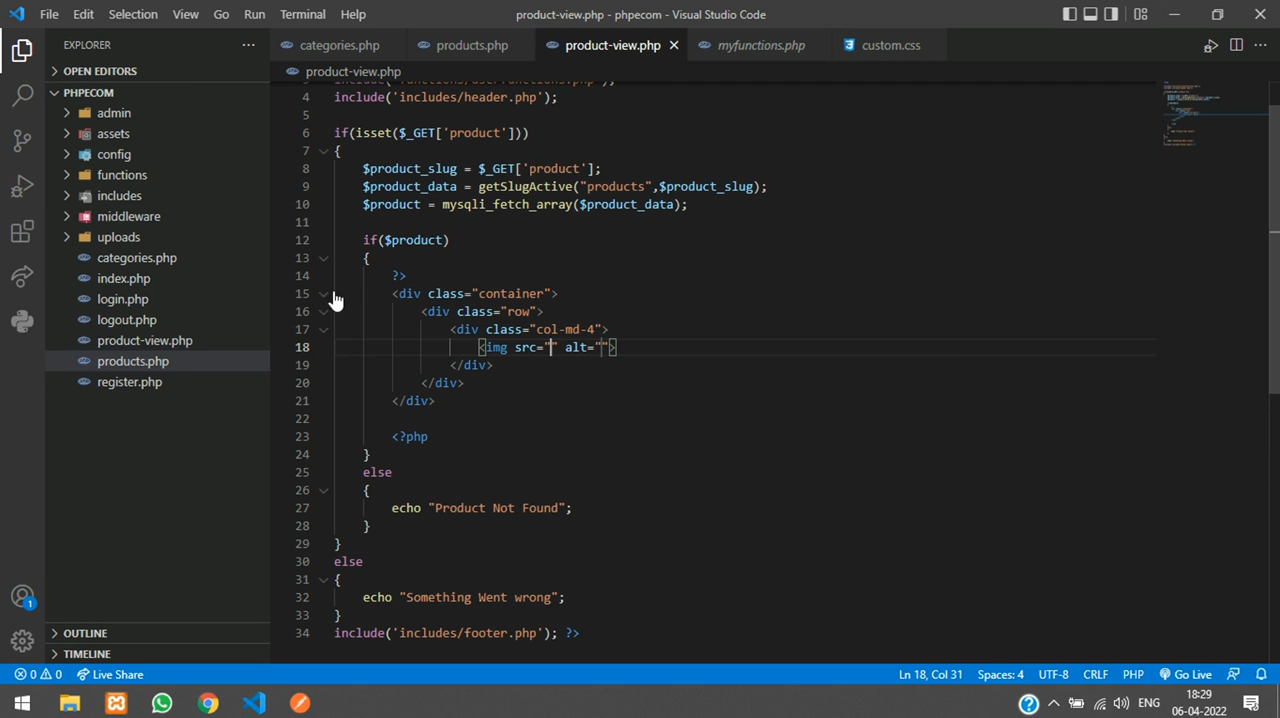 File Edit Selection View Go Run Terminal Help
product-view.php - phpecom - Visual Studio Code
EXPLORER
categories.php
products.php
product-view.php
myfunctions.php
custom.css
OPEN EDITORS
PHPECOM
admin
assets
config
functions
includes
middleware
uploads
categories.php
index.php
login.php
logout.php
product-view.php
products.php
register.php
OUTLINE
TIMELINE
product-view.php
4 include('includes/header.php');
5
6 if(isset($_GET['product']))
7 {
8 $product_slug = $_GET['product'];
9 $product_data = getSlugActive("products",$product_slug);
10 $product = mysqli_fetch_array($product_data);
11
12 if($product)
13 {
14 ?>
15 <div class="container">
16 <div class="row">
17 <div class="col-md-4">
18 <img src="" alt="">
19 </div>
20 </div>
21 </div>
22
23 <?php
24 }
25 else
26 {
27 echo "Product Not Found";
28 }
29 }
30 else
31 {
32 echo "Something Went wrong";
33 }
34 include('includes/footer.php'); ?>
1
0 0 Live Share
Ln 18, Col 31 Spaces: 4 UTF-8 CRLF PHP Go Live
ENG
18:29
06-04-2022